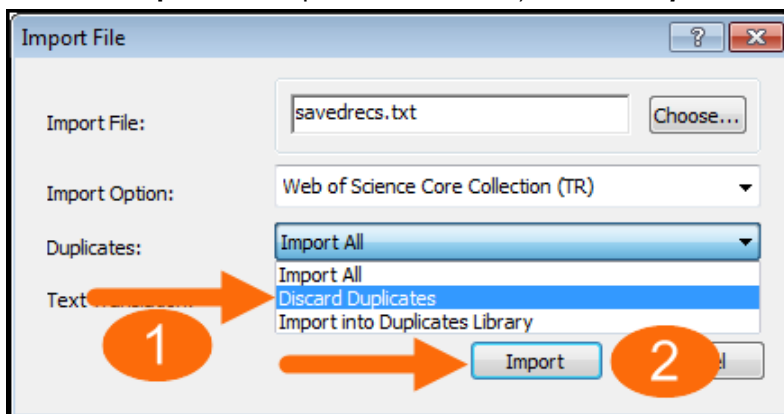 Import File
Import File:
savedrecs.txt
Choose...
Import Option:
Web of Science Core Collection (TR)
Duplicates:
Import All
Import All
Discard Duplicates
Text
Import into Duplicates Library
1
Import
2